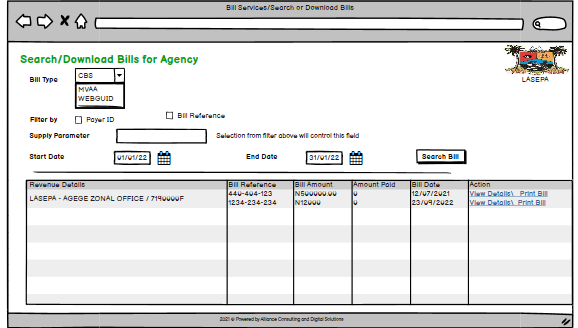 Bill Services/Search or Download Bills
Search/Download Bills for Agency
LASEPA
Bill Type
CBS
MVAA
WEBGUID
Filter by
Payer ID
Bill Reference
Supply Parameter
Selection from filter above will control this field
Start Date
01/01/22
End Date
31/01/22
Search Bill
Revenue Details Bill Reference Bill Amount Amount Paid Bill Date Action
LASEPA - AGEGE ZONAL OFFICE / 7190000F
440-404-123 N500000.00 0 12/07/2021 View Details\ Print Bill
1234-234-234 N12000 0 23/09/2022 View Details\ Print Bill
2021 © Powered by Alliance Consulting and Digital Solutions